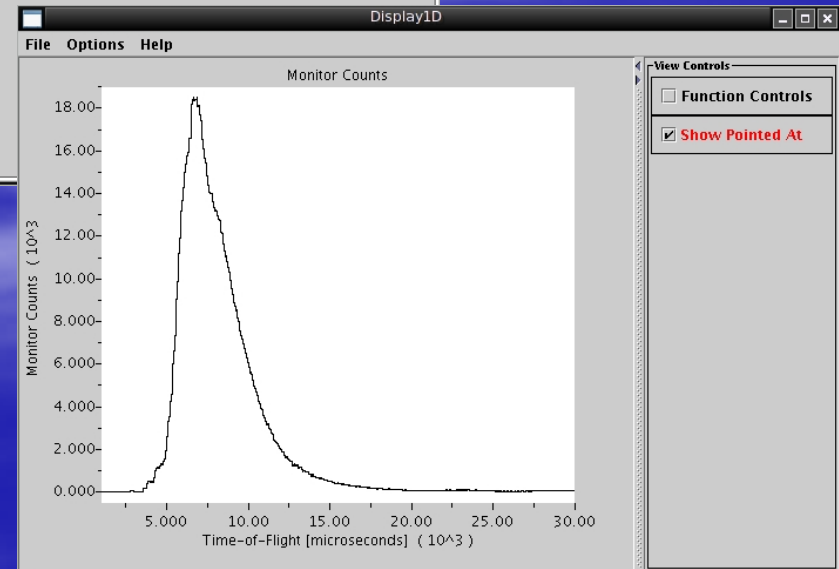 Display1D
File Options Help
Monitor Counts
View Controls
Function Controls
Show Pointed At
18.00
16.00
14.00
12.00
10.00
8.000
6.000
4.000
2.000
0.000
Monitor Counts ( 10^3 )
5.000 10.00 15.00 20.00 25.00 30.00
Time-of-Flight [microseconds] ( 10^3 )